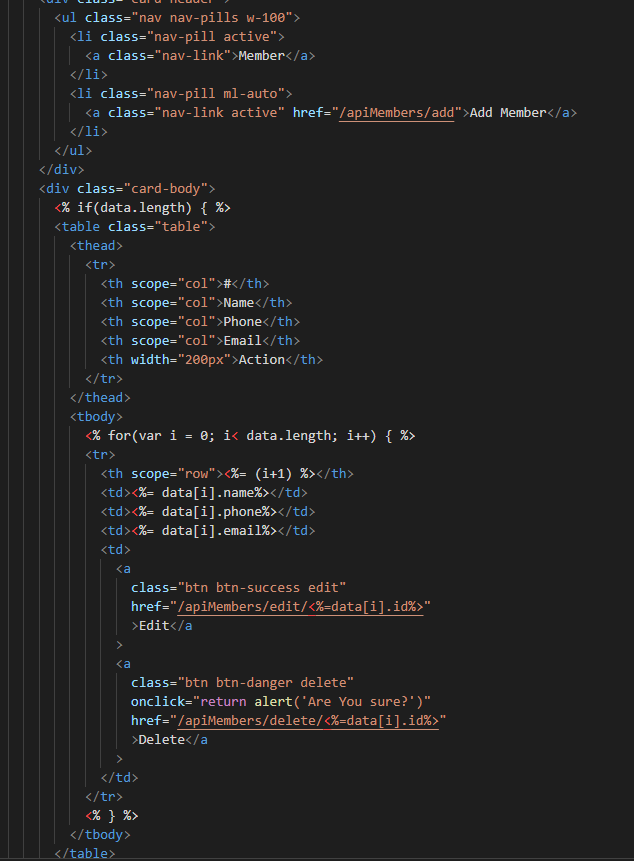 <div class="card-header">
<ul class="nav nav-pills w-100">
<li class="nav-pill active">
<a class="nav-link">Member</a>
</li>
<li class="nav-pill ml-auto">
<a class="nav-link active" href="/apiMembers/add">Add Member</a>
</li>
</ul>
</div>
<div class="card-body">
<% if(data.length) { %>
<table class="table">
<thead>
<tr>
<th scope="col">#</th>
<th scope="col">Name</th>
<th scope="col">Phone</th>
<th scope="col">Email</th>
<th width="200px">Action</th>
</tr>
</thead>
<tbody>
<% for(var i = 0; i< data.length; i++) { %>
<tr>
<th scope="row"><%= (i+1) %></th>
<td><%= data[i].name%></td>
<td><%= data[i].phone%></td>
<td><%= data[i].email%></td>
<td>
<a
class="btn btn-success edit"
href="/apiMembers/edit/<%=data[i].id%>"
>Edit</a
>
<a
class="btn btn-danger delete"
onclick="return alert('Are You sure?')"
href="/apiMembers/delete/<%=data[i].id%>"
>Delete</a
>
</td>
</tr>
<% } %>
</tbody>
</table>